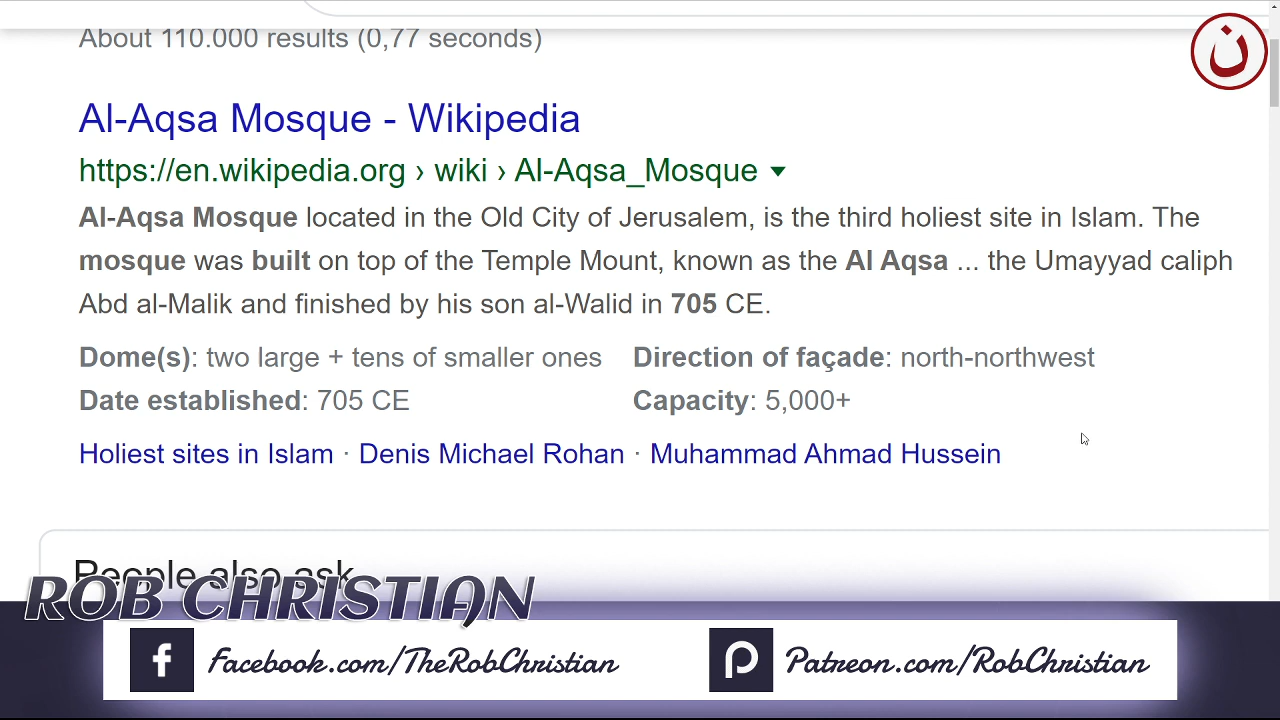 About 110.000 results (0,77 seconds)
ن
Al-Aqsa Mosque - Wikipedia
https://en.wikipedia.org › wiki › Al-Aqsa_Mosque
Al-Aqsa Mosque located in the Old City of Jerusalem, is the third holiest site in Islam. The
mosque was built on top of the Temple Mount, known as the Al Aqsa ... the Umayyad caliph
Abd al-Malik and finished by his son al-Walid in 705 CE.
Dome(s): two large + tens of smaller ones Direction of façade: north-northwest
Date established: 705 CE Capacity: 5,000+
Holiest sites in Islam · Denis Michael Rohan · Muhammad Ahmad Hussein
People also ask
ROB CHRISTIAN
f Facebook.com/TheRobChristian Patreon.com/RobChristian